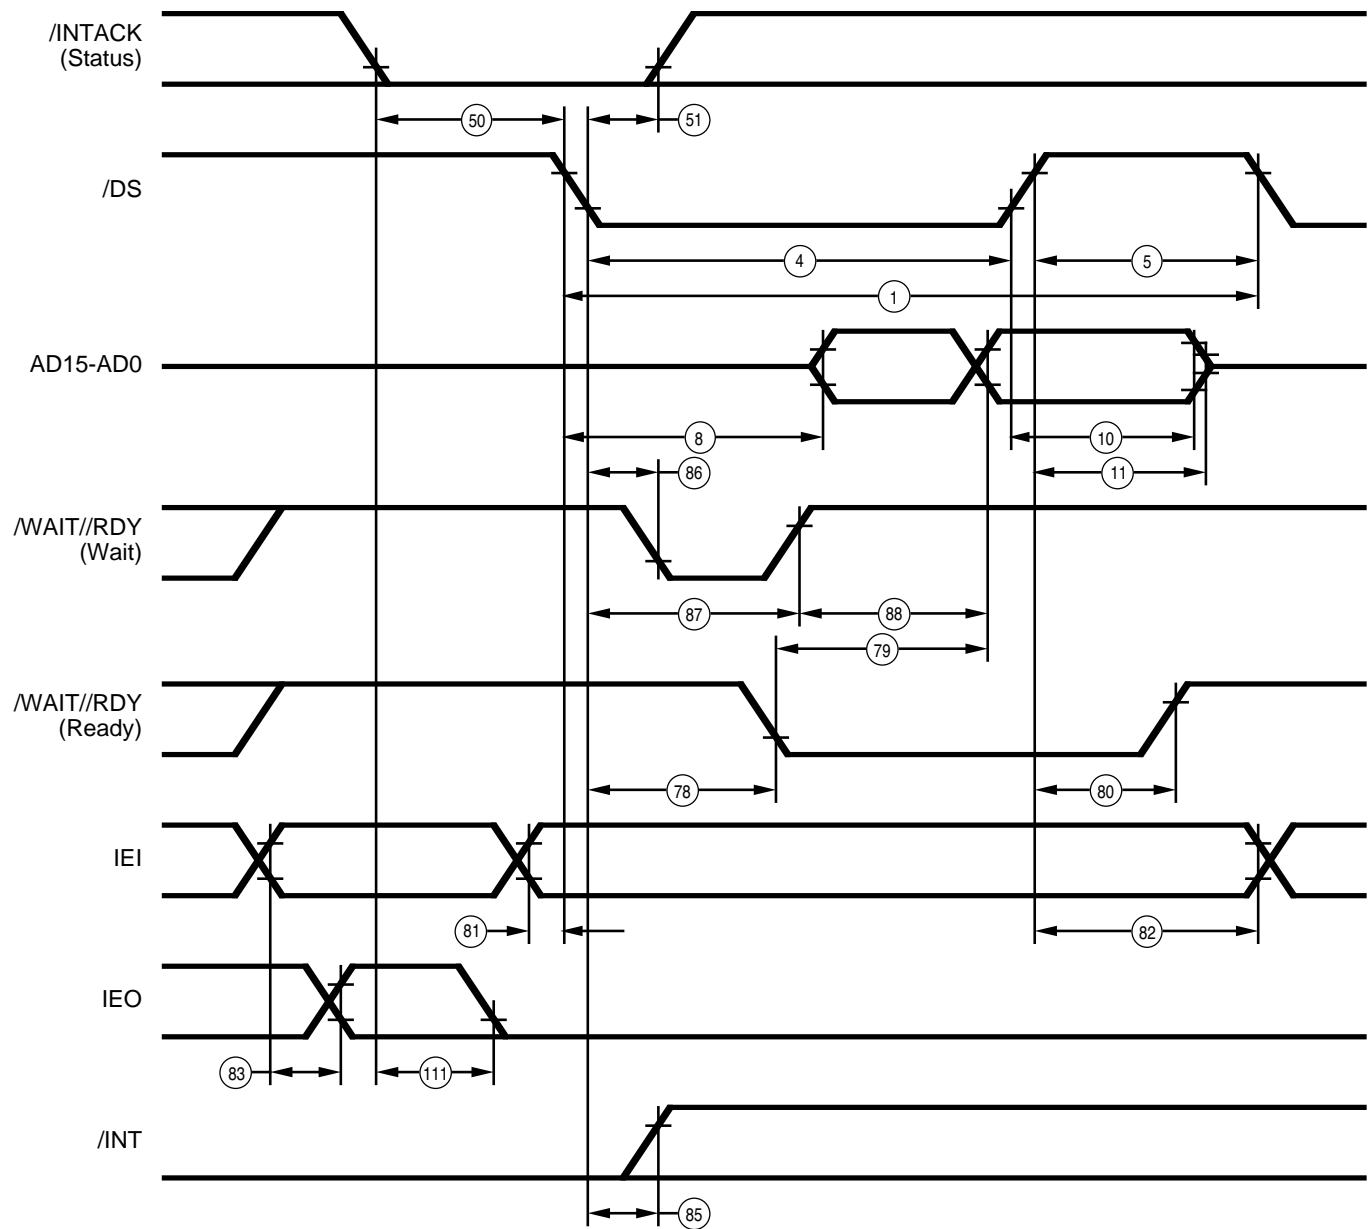 /INTACK
(Status)
50
51
/DS
4
5
1
AD15-AD0
8
10
86
11
/WAIT//RDY
(Wait)
87
88
79
/WAIT//RDY
(Ready)
78
80
IEI
81
82
IEO
83
111
/INT
85